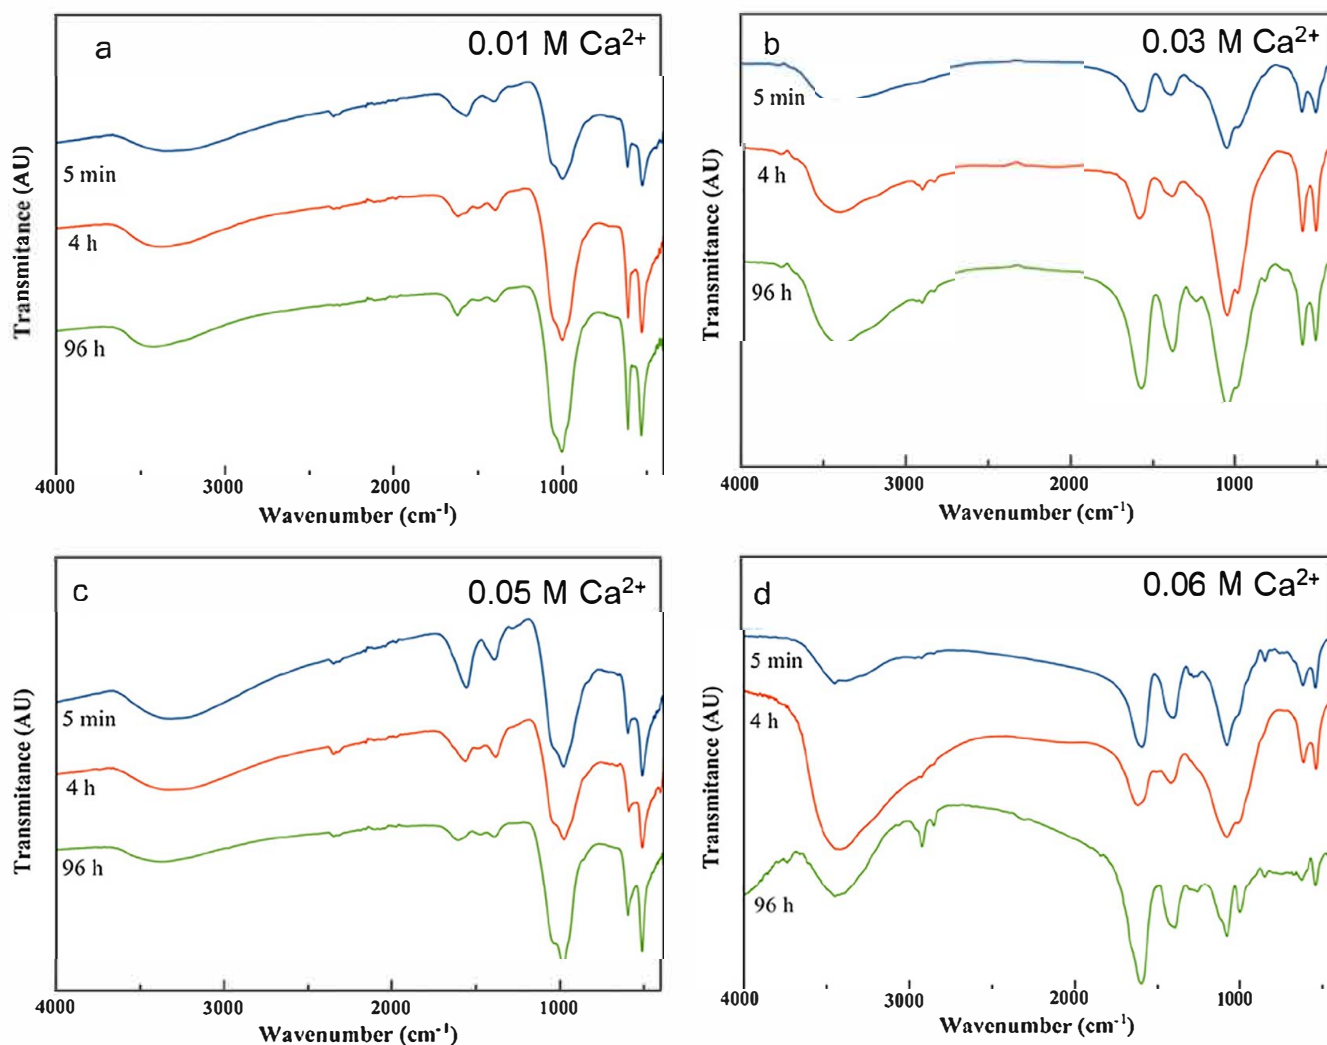 a
0.01 M Ca²⁺
5 min
4 h
96 h
Transmitance (AU)
4000 3000 2000 1000
Wavenumber (cm⁻¹)
b
0.03 M Ca²⁺
5 min
4 h
96 h
Transmitance (AU)
4000 3000 2000 1000
Wavenumber (cm⁻¹)
c
0.05 M Ca²⁺
5 min
4 h
96 h
Transmitance (AU)
4000 3000 2000 1000
Wavenumber (cm⁻¹)
d
0.06 M Ca²⁺
5 min
4 h
96 h
Transmitance (AU)
4000 3000 2000 1000
Wavenumber (cm⁻¹)